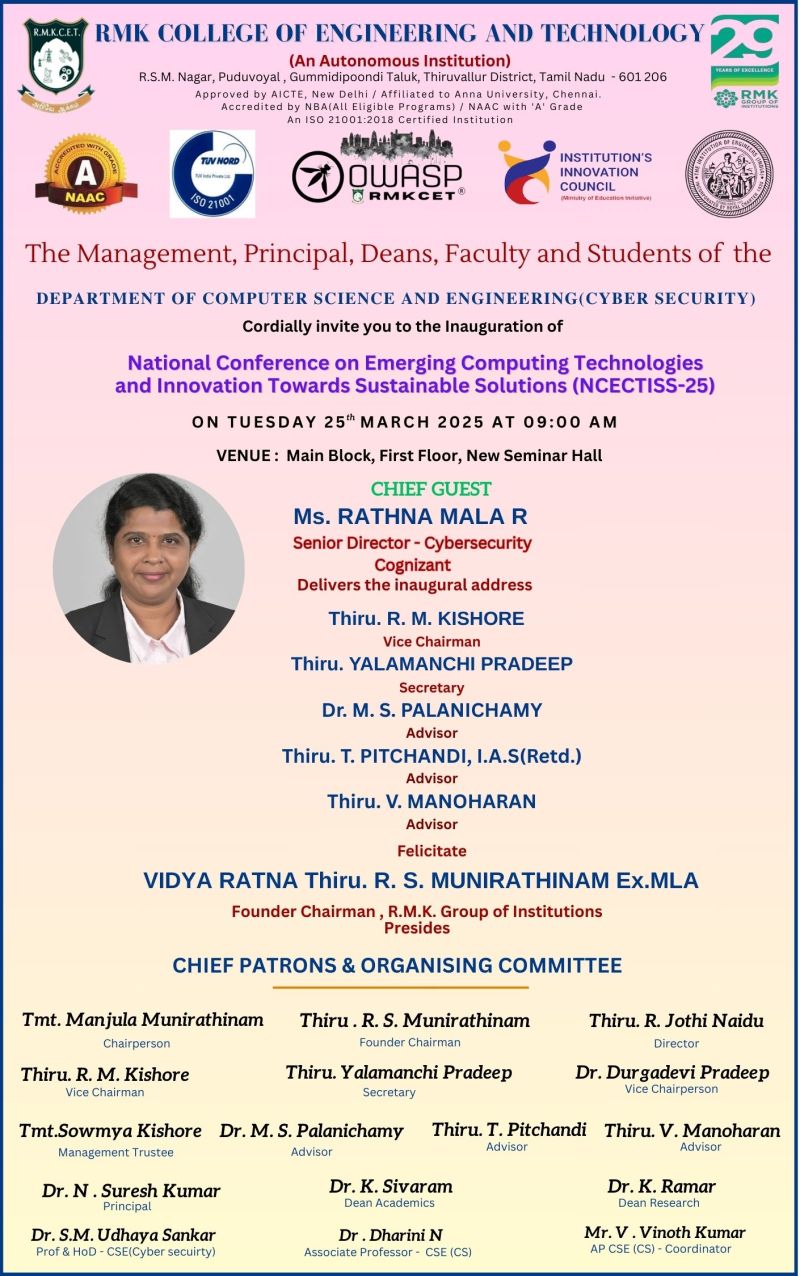 R.M.K.C.E.T.
RMK COLLEGE OF ENGINEERING AND TECHNOLOGY
(An Autonomous Institution)
R.S.M. Nagar, Puduvoyal , Gummidipoondi Taluk, Thiruvallur District, Tamil Nadu - 601 206
Approved by AICTE, New Delhi / Affiliated to Anna University, Chennai.
Accredited by NBA(All Eligible Programs) / NAAC with 'A' Grade
An ISO 21001:2018 Certified Institution
29
YEARS OF EXCELLENCE
RMK
GROUP OF
INSTITUTIONS
ACCREDITED WITH GRADE
A
NAAC
TÜV NORD
TUV India Private Ltd.
ISO 21001
OWASP
RMKCET
®
INSTITUTION'S
INNOVATION
COUNCIL
(Ministry of Education Initiative)
The Management, Principal, Deans, Faculty and Students of the
DEPARTMENT OF COMPUTER SCIENCE AND ENGINEERING(CYBER SECURITY)
Cordially invite you to the Inauguration of
National Conference on Emerging Computing Technologies
and Innovation Towards Sustainable Solutions (NCECTISS-25)
ON TUESDAY 25th MARCH 2025 AT 09:00 AM
VENUE : Main Block, First Floor, New Seminar Hall
CHIEF GUEST
Ms. RATHNA MALA R
Senior Director - Cybersecurity
Cognizant
Delivers the inaugural address
Thiru. R. M. KISHORE
Vice Chairman
Thiru. YALAMANCHI PRADEEP
Secretary
Dr. M. S. PALANICHAMY
Advisor
Thiru. T. PITCHANDI, I.A.S(Retd.)
Advisor
Thiru. V. MANOHARAN
Advisor
Felicitate
VIDYA RATNA Thiru. R. S. MUNIRATHINAM Ex.MLA
Founder Chairman , R.M.K. Group of Institutions
Presides
CHIEF PATRONS & ORGANISING COMMITTEE
Tmt. Manjula Munirathinam Thiru . R. S. Munirathinam Thiru. R. Jothi Naidu
Chairperson Founder Chairman Director
Thiru. R. M. Kishore Thiru. Yalamanchi Pradeep Dr. Durgadevi Pradeep
Vice Chairman Secretary Vice Chairperson
Tmt.Sowmya Kishore Dr. M. S. Palanichamy Thiru. T. Pitchandi Thiru. V. Manoharan
Management Trustee Advisor Advisor Advisor
Dr. N . Suresh Kumar Dr. K. Sivaram Dr. K. Ramar
Principal Dean Academics Dean Research
Dr. S.M. Udhaya Sankar Dr . Dharini N Mr. V . Vinoth Kumar
Prof & HoD - CSE(Cyber secuirty) Associate Professor - CSE (CS) AP CSE (CS) - Coordinator